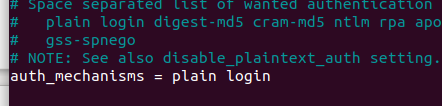 # Space separated list of wanted authentication
#   plain login digest-md5 cram-md5 ntlm rpa apo
#   gss-spnego
# NOTE: See also disable_plaintext_auth setting.
auth_mechanisms = plain login